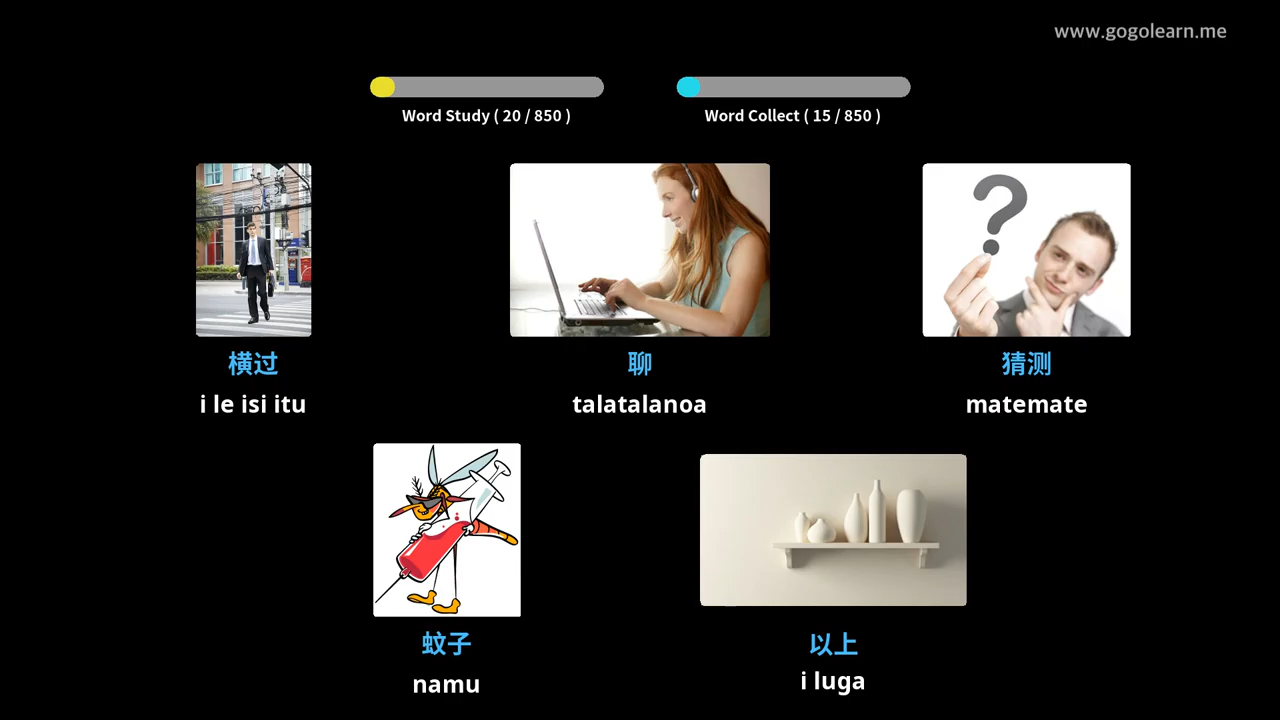 www.gogolearn.me
Word Study ( 20 / 850 )
Word Collect ( 15 / 850 )
横过
i le isi itu
聊
talatalanoa
猜测
matemate
蚊子
namu
以上
i luga